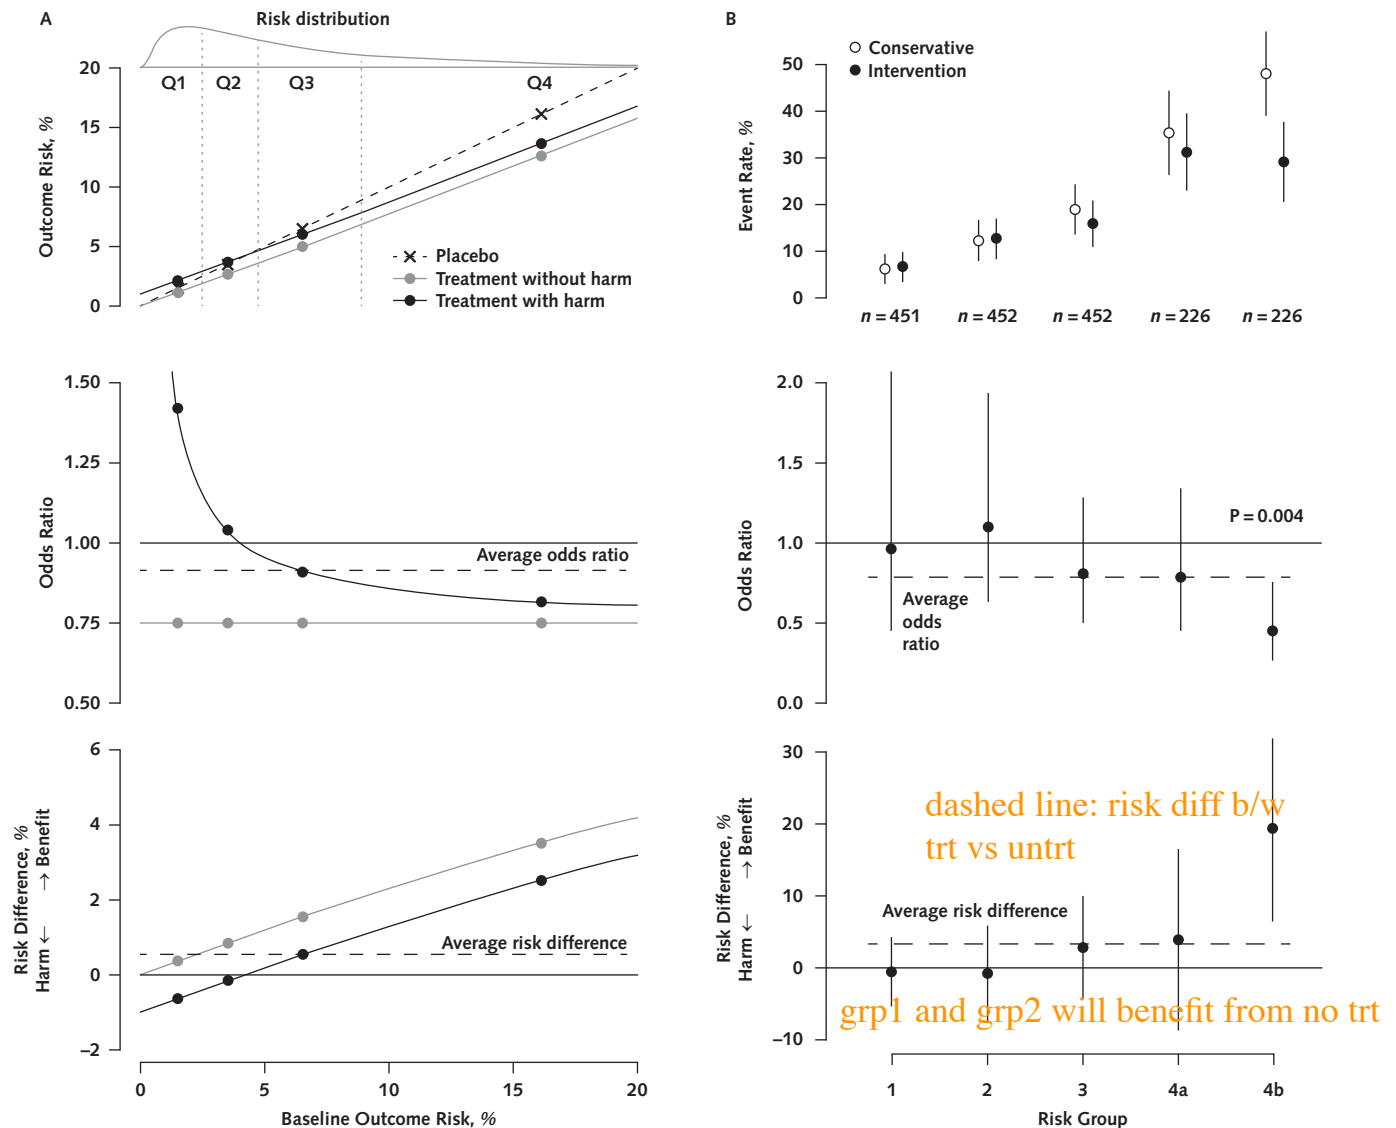 A
Risk distribution
20
15
10
5
0
Outcome Risk, %
Q1
Q2
Q3
Q4
Placebo
Treatment without harm
Treatment with harm
1.50
1.25
1.00
0.75
0.50
Odds Ratio
Average odds ratio
6
4
2
0
–2
Risk Difference, %
Harm ← → Benefit
Average risk difference
0
5
10
15
20
Baseline Outcome Risk, %
B
Conservative
Intervention
50
40
30
20
10
0
Event Rate, %
n = 451
n = 452
n = 452
n = 226
n = 226
2.0
1.5
1.0
0.5
0.0
Odds Ratio
P = 0.004
Average
odds
ratio
30
20
10
0
–10
Risk Difference, %
Harm ← → Benefit
dashed line: risk diff b/w
trt vs untrt
Average risk difference
grp1 and grp2 will benefit from no trt
1
2
3
4a
4b
Risk Group